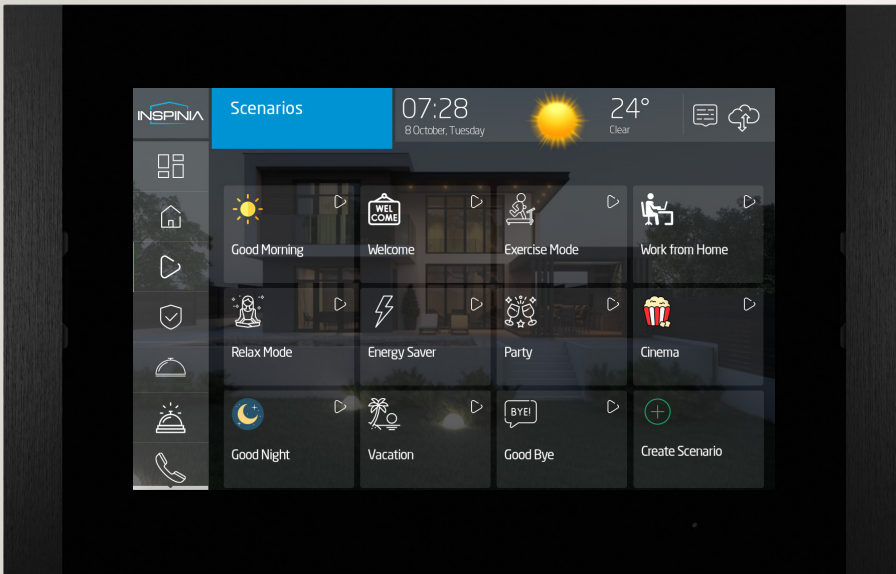 INSPINIA
Scenarios
07:28
8 October, Tuesday
24°
Clear
Good Morning
WEL
COME
Welcome
Exercise Mode
Work from Home
Relax Mode
Energy Saver
Party
Cinema
Good Night
Vacation
BYE!
Good Bye
Create Scenario